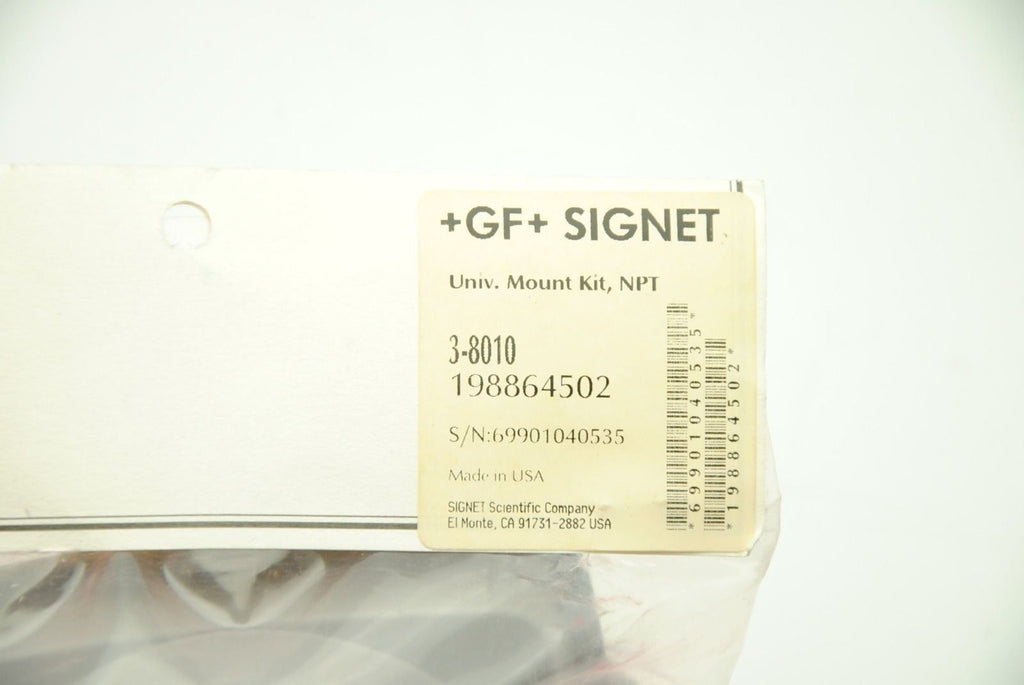 +GF+ SIGNET
Univ. Mount Kit, NPT
3-8010
198864502
S/N:69901040535
Made in USA
SIGNET Scientific Company
El Monte, CA 91731-2882 USA
*69901040535*
*198864502*